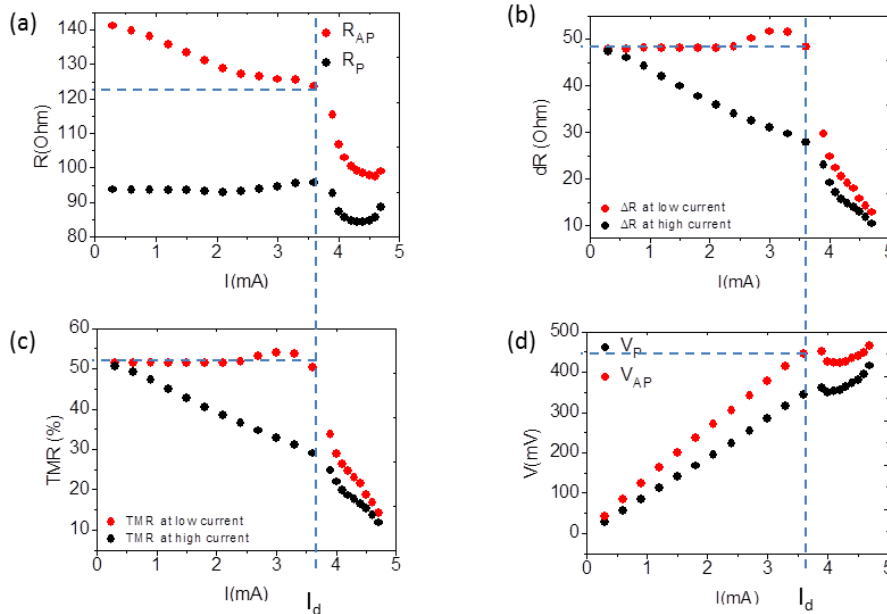 (a)
R_AP
R_P
R(Ohm)
140
130
120
110
100
90
80
0 1 2 3 4 5
I(mA)
(b)
dR (Ohm)
50
40
30
20
10
ΔR at low current
ΔR at high current
0 1 2 3 4 5
I(mA)
(c)
TMR (%)
60
50
40
30
20
10
TMR at low current
TMR at high current
0 1 2 3 4 5
I(mA)
I_d
(d)
V_P
V_AP
V(mV)
500
400
300
200
100
0
0 1 2 3 4 5
I(mA)
I_d